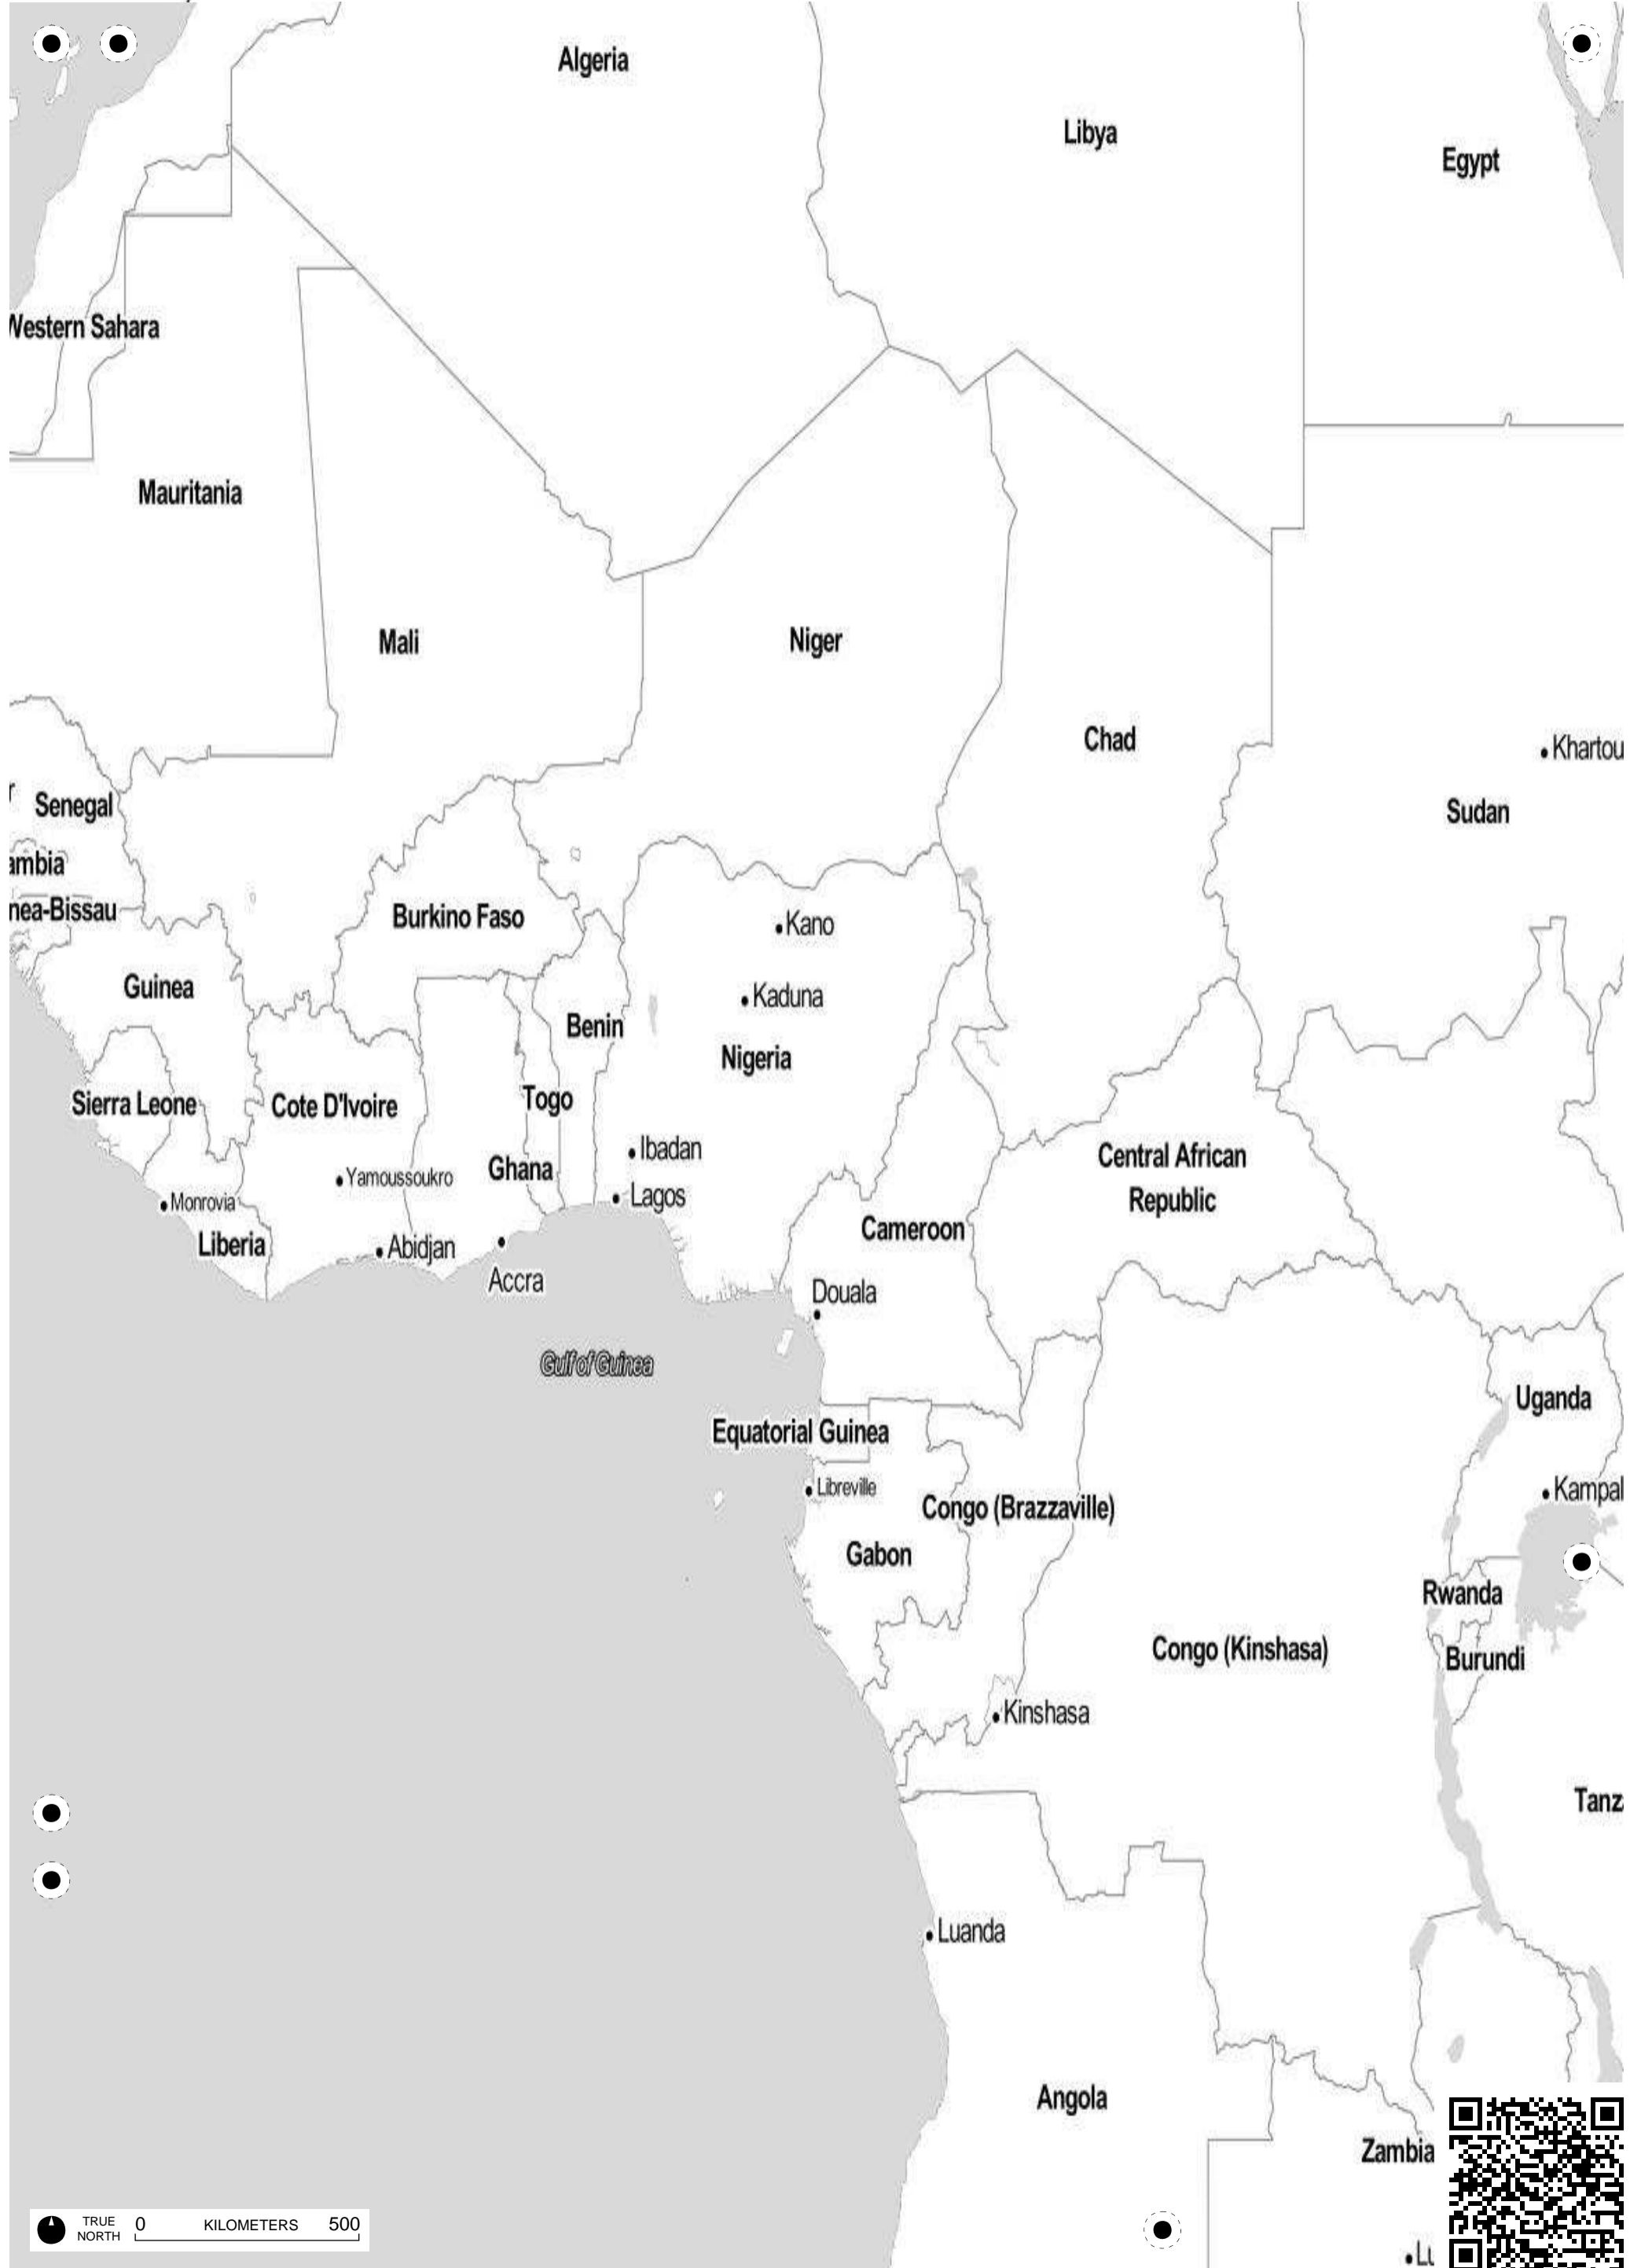 Algeria
Libya
Egypt
Western Sahara
Mauritania
Mali
Niger
Chad
Khartou
Sudan
Senegal
ambia
nea-Bissau
Burkino Faso
Kano
Guinea
Kaduna
Benin
Nigeria
Sierra Leone
Cote D'Ivoire
Togo
Ibadan
Central African
Republic
Ghana
Yamoussoukro
Lagos
Monrovia
Cameroon
Liberia
Abidjan
Accra
Douala
Gulf of Guinea
Uganda
Equatorial Guinea
Libreville
Kampal
Congo (Brazzaville)
Gabon
Rwanda
Congo (Kinshasa)
Burundi
Kinshasa
Tanz
Luanda
Angola
Zambia
TRUE
NORTH
0 KILOMETERS 500